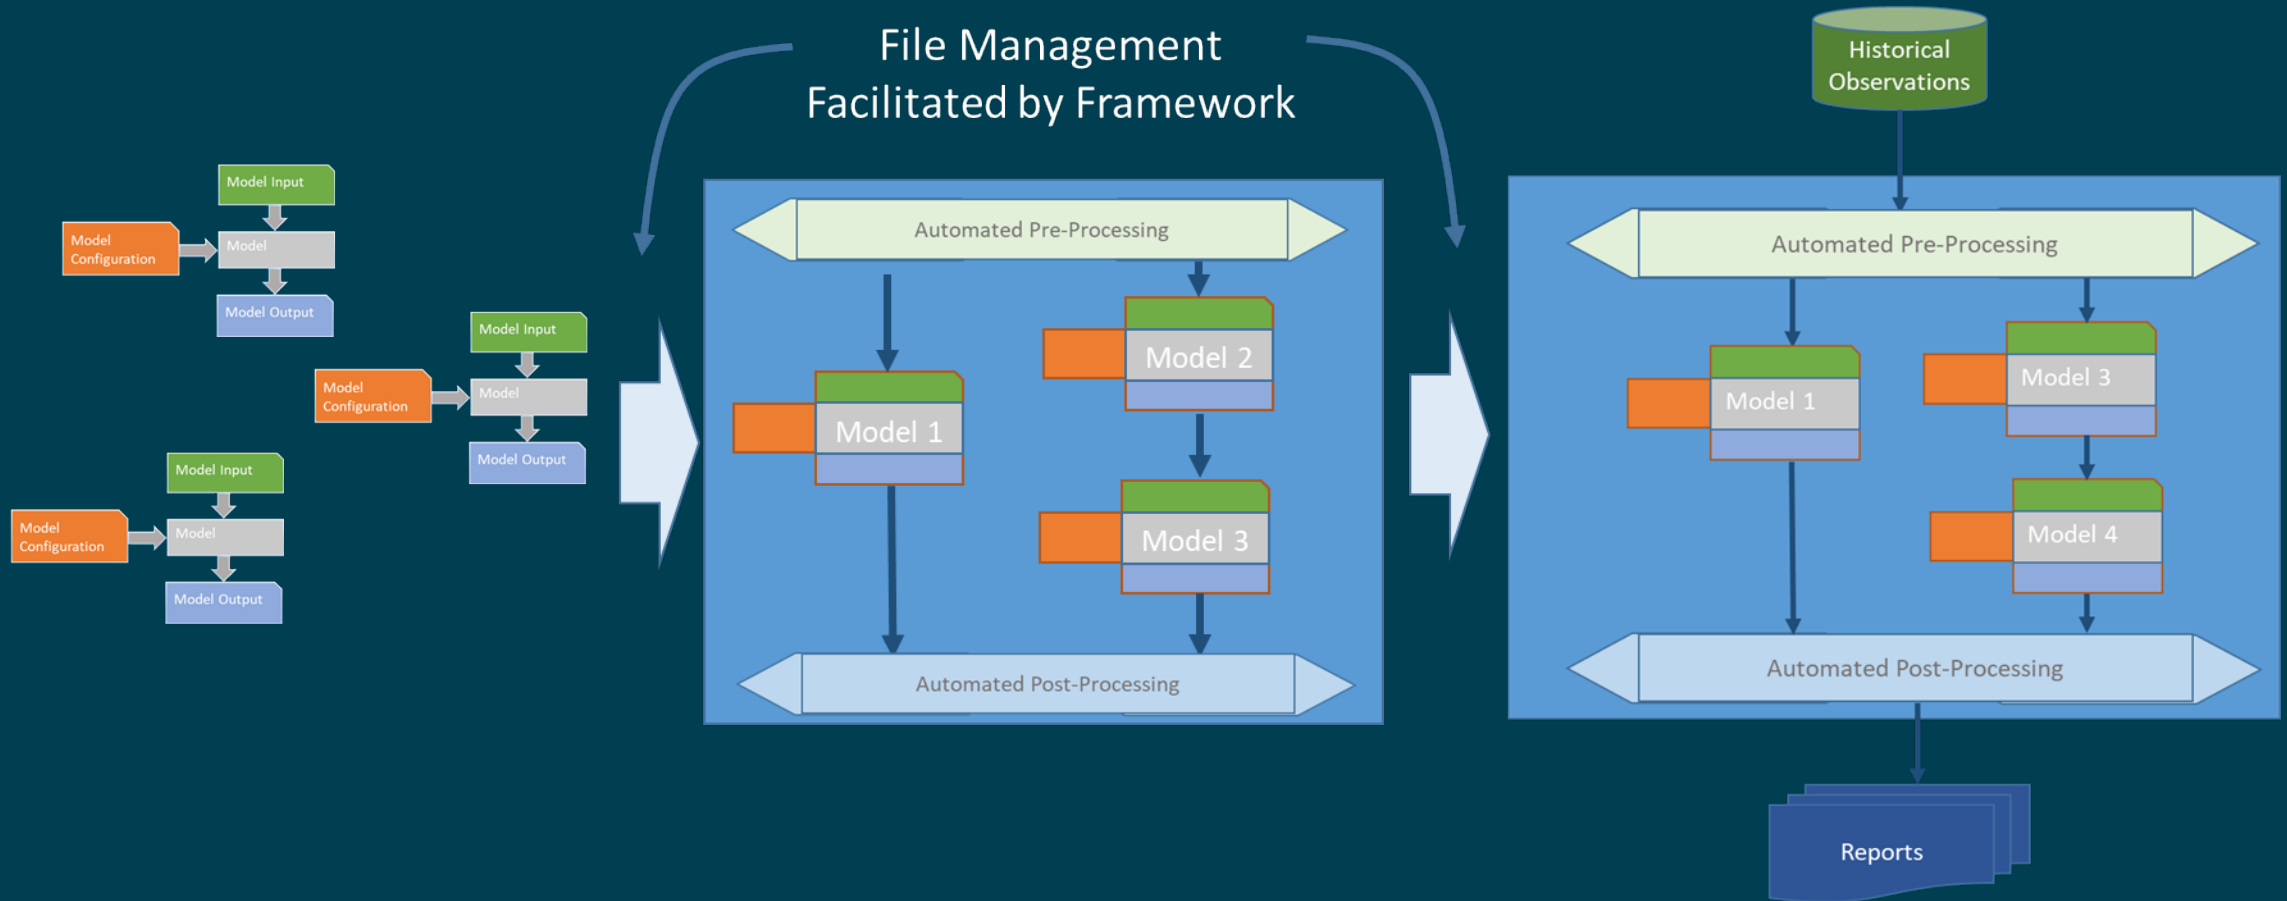 File Management
Facilitated by Framework
Model Input
Model
Configuration
Model
Model Output
Model Input
Model
Configuration
Model
Model Output
Model Input
Model
Configuration
Model
Model Output
Automated Pre-Processing
Model 2
Model 1
Model 3
Automated Post-Processing
Historical
Observations
Automated Pre-Processing
Model 3
Model 1
Model 4
Automated Post-Processing
Reports